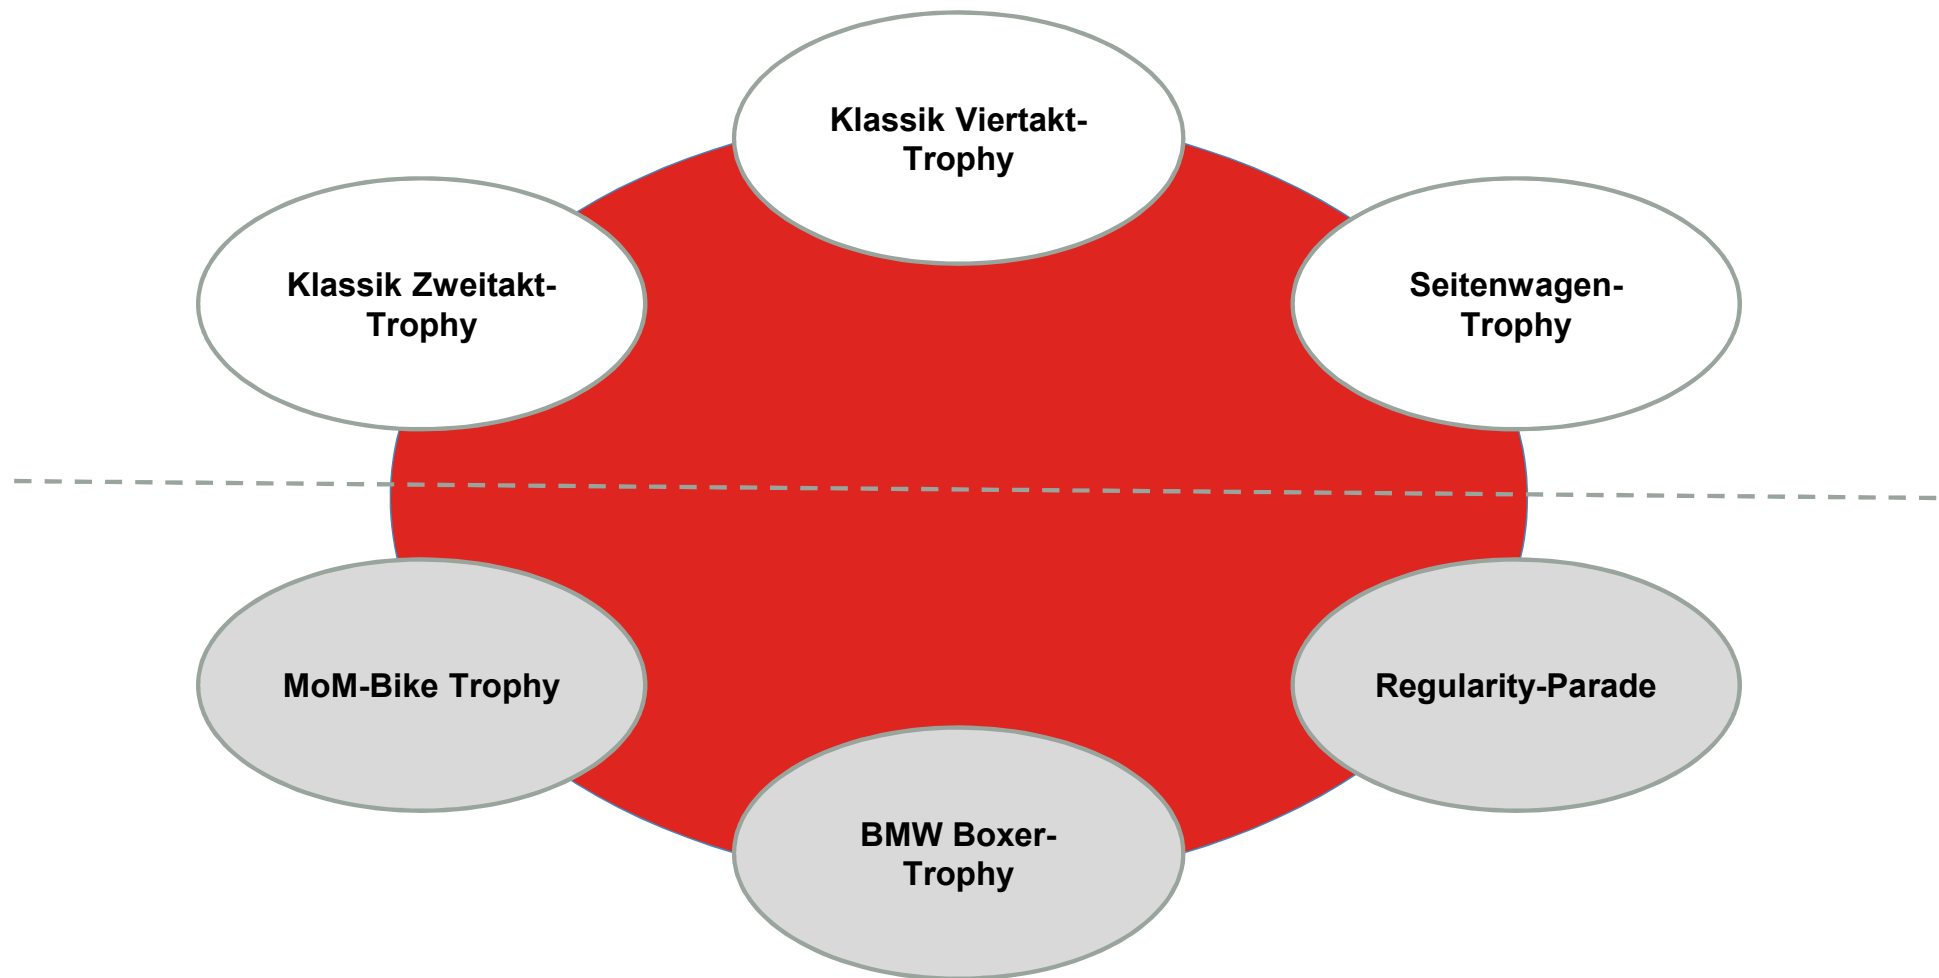 Klassik Viertakt-
Trophy
Klassik Zweitakt-
Trophy
Seitenwagen-
Trophy
MoM-Bike Trophy
Regularity-Parade
BMW Boxer-
Trophy